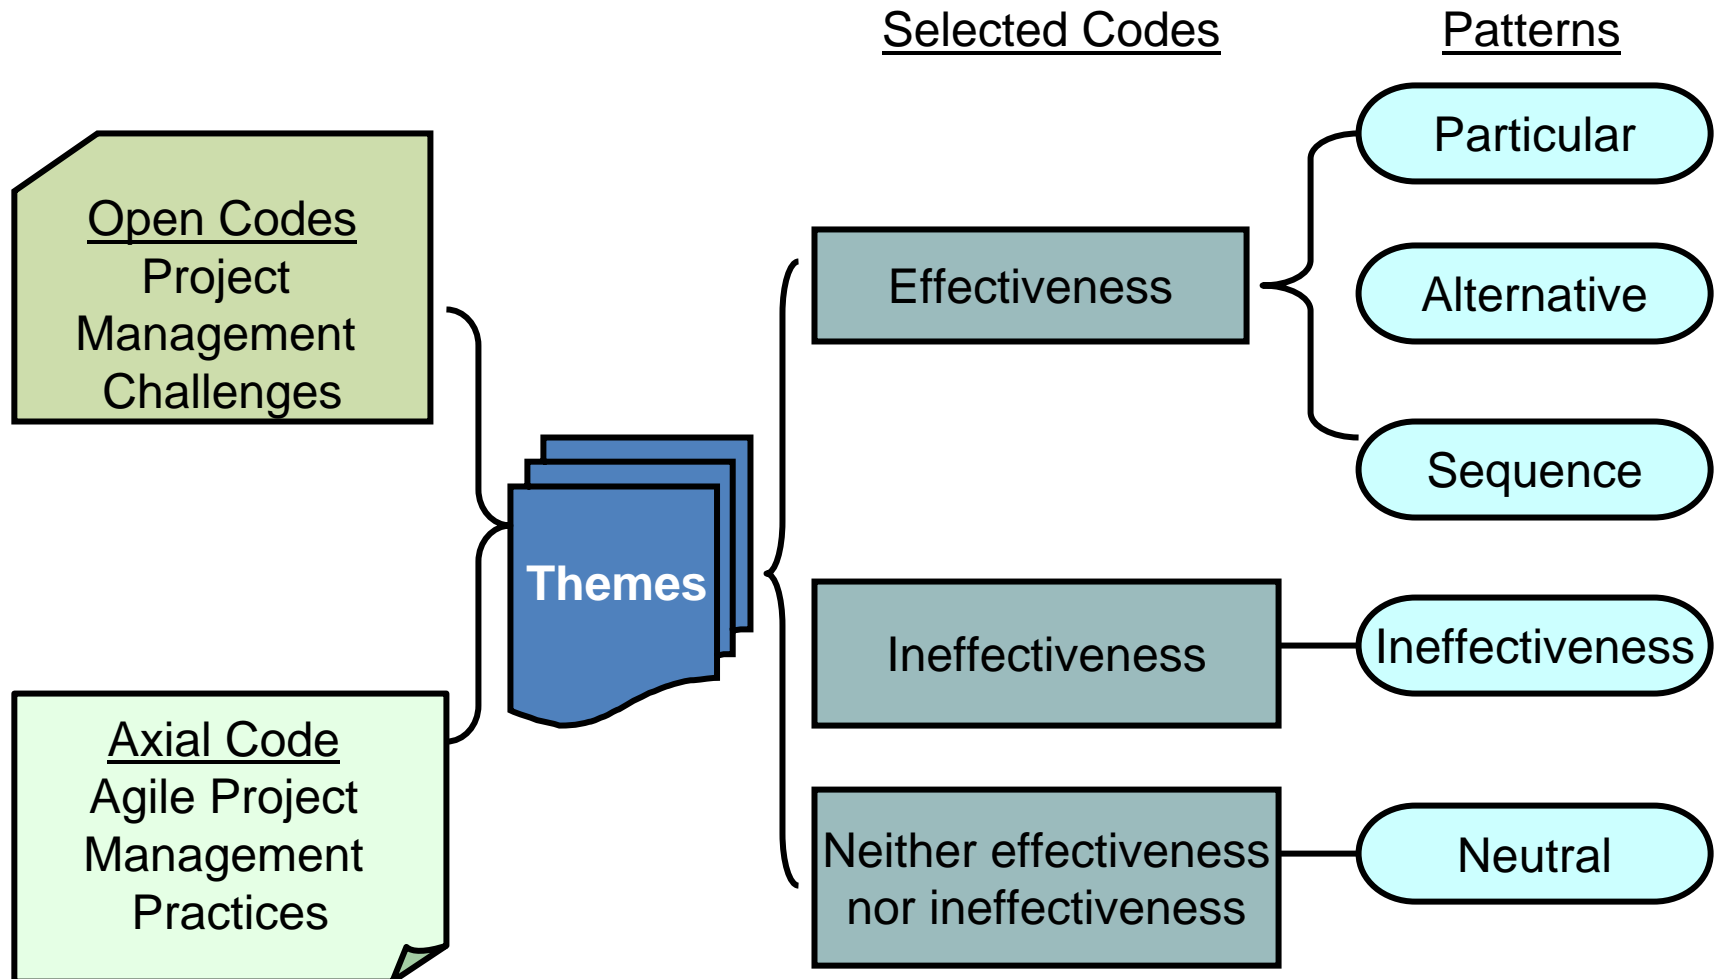 Selected Codes
Patterns
Open Codes
Project
Management
Challenges
Axial Code
Agile Project
Management
Practices
Themes
Effectiveness
Ineffectiveness
Neither effectiveness
nor ineffectiveness
Particular
Alternative
Sequence
Ineffectiveness
Neutral